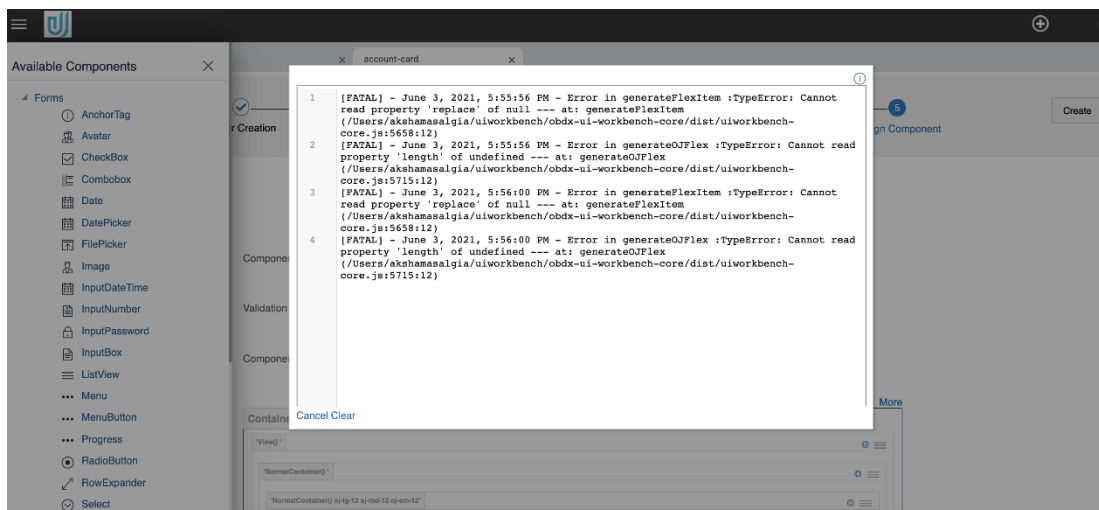 account-card
Available Components
Forms
AnchorTag
Avatar
CheckBox
Combobox
Date
DatePicker
FilePicker
Image
InputDateTime
InputNumber
InputPassword
InputBox
ListView
Menu
MenuButton
Progress
RadioButton
RowExpander
Select
r Creation
5
gn Component
Create
Compone
Validation
Compone
1 [FATAL] - June 3, 2021, 5:55:56 PM - Error in generateFlexItem :TypeError: Cannot
read property 'replace' of null --- at: generateFlexItem
(/Users/akshamasalgia/uiworkbench/obdx-ui-workbench-core/dist/uiworkbench-
core.js:5658:12)
2 [FATAL] - June 3, 2021, 5:55:56 PM - Error in generateOJFlex :TypeError: Cannot read
property 'length' of undefined --- at: generateOJFlex
(/Users/akshamasalgia/uiworkbench/obdx-ui-workbench-core/dist/uiworkbench-
core.js:5715:12)
3 [FATAL] - June 3, 2021, 5:56:00 PM - Error in generateFlexItem :TypeError: Cannot
read property 'replace' of null --- at: generateFlexItem
(/Users/akshamasalgia/uiworkbench/obdx-ui-workbench-core/dist/uiworkbench-
core.js:5658:12)
4 [FATAL] - June 3, 2021, 5:56:00 PM - Error in generateOJFlex :TypeError: Cannot read
property 'length' of undefined --- at: generateOJFlex
(/Users/akshamasalgia/uiworkbench/obdx-ui-workbench-core/dist/uiworkbench-
core.js:5715:12)
Cancel Clear
More
Containe
'View() '
'NormalContainer() '
'NormalContainer() oj-lg-12 oj-md-12 oj-sm-12'